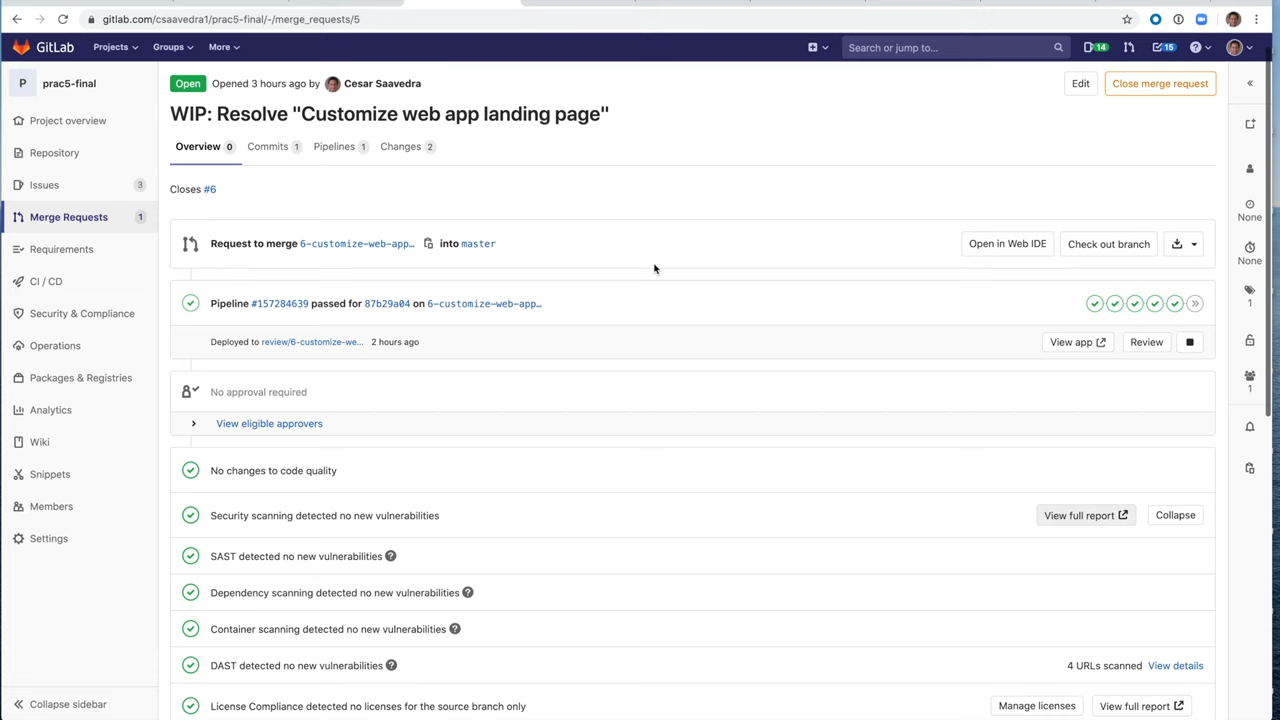 gitlab.com/csaavedra1/prac5-final/-/merge_requests/5
GitLab
Projects
Groups
More
Search or jump to...
14
15
P
prac5-final
Project overview
Repository
Issues
3
Merge Requests
1
Requirements
CI / CD
Security & Compliance
Operations
Packages & Registries
Analytics
Wiki
Snippets
Members
Settings
Collapse sidebar
Open Opened 3 hours ago by Cesar Saavedra
Edit
Close merge request
WIP: Resolve "Customize web app landing page"
Overview 0
Commits 1
Pipelines 1
Changes 2
Closes #6
Request to merge 6-customize-web-app... into master
Open in Web IDE
Check out branch
Pipeline #157284639 passed for 87b29a04 on 6-customize-web-app...
Deployed to review/6-customize-we... 2 hours ago
View app
Review
No approval required
View eligible approvers
No changes to code quality
Security scanning detected no new vulnerabilities
View full report
Collapse
SAST detected no new vulnerabilities ?
Dependency scanning detected no new vulnerabilities ?
Container scanning detected no new vulnerabilities ?
DAST detected no new vulnerabilities ?
4 URLs scanned View details
License Compliance detected no licenses for the source branch only
Manage licenses
View full report
None
None
1
1